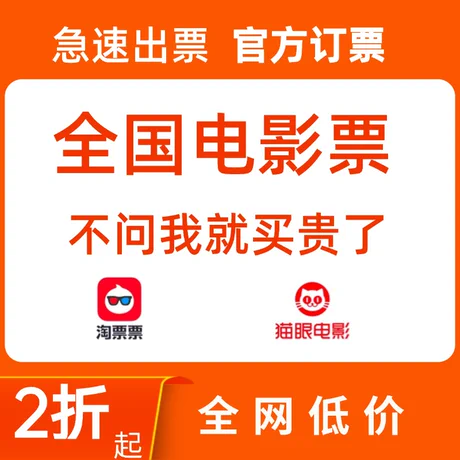 急速出票 官方订票
全国电影票
不问我就买贵了
淘票票 猫眼电影
2折起 全网低价